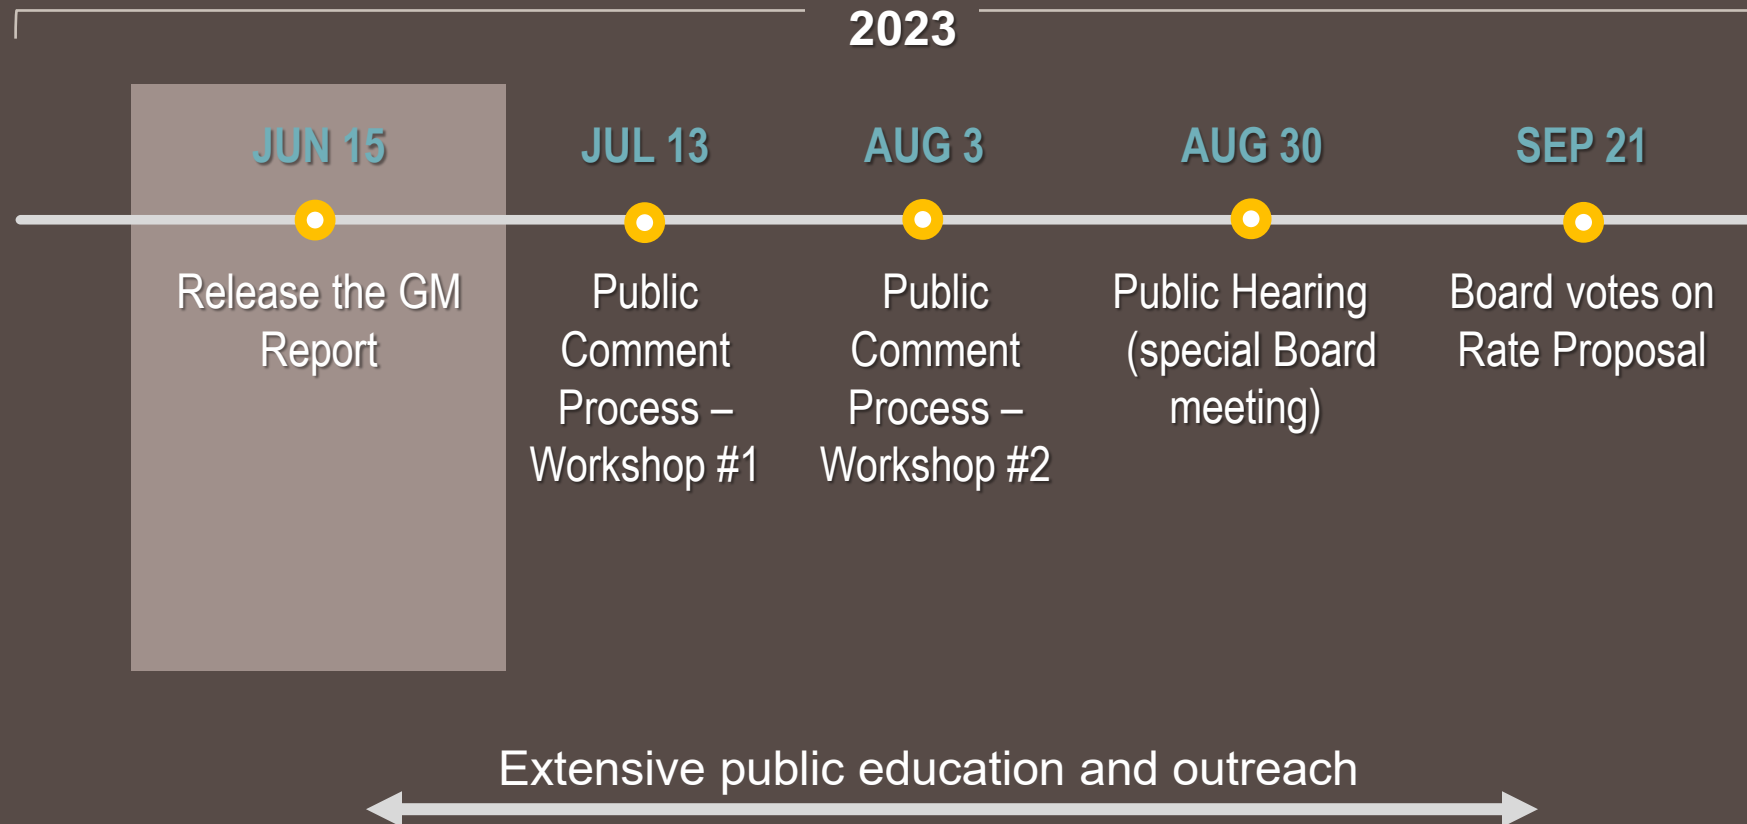 2023
JUN 15
Release the GM
Report
JUL 13
Public
Comment
Process –
Workshop #1
AUG 3
Public
Comment
Process –
Workshop #2
AUG 30
Public Hearing
(special Board
meeting)
SEP 21
Board votes on
Rate Proposal
Extensive public education and outreach